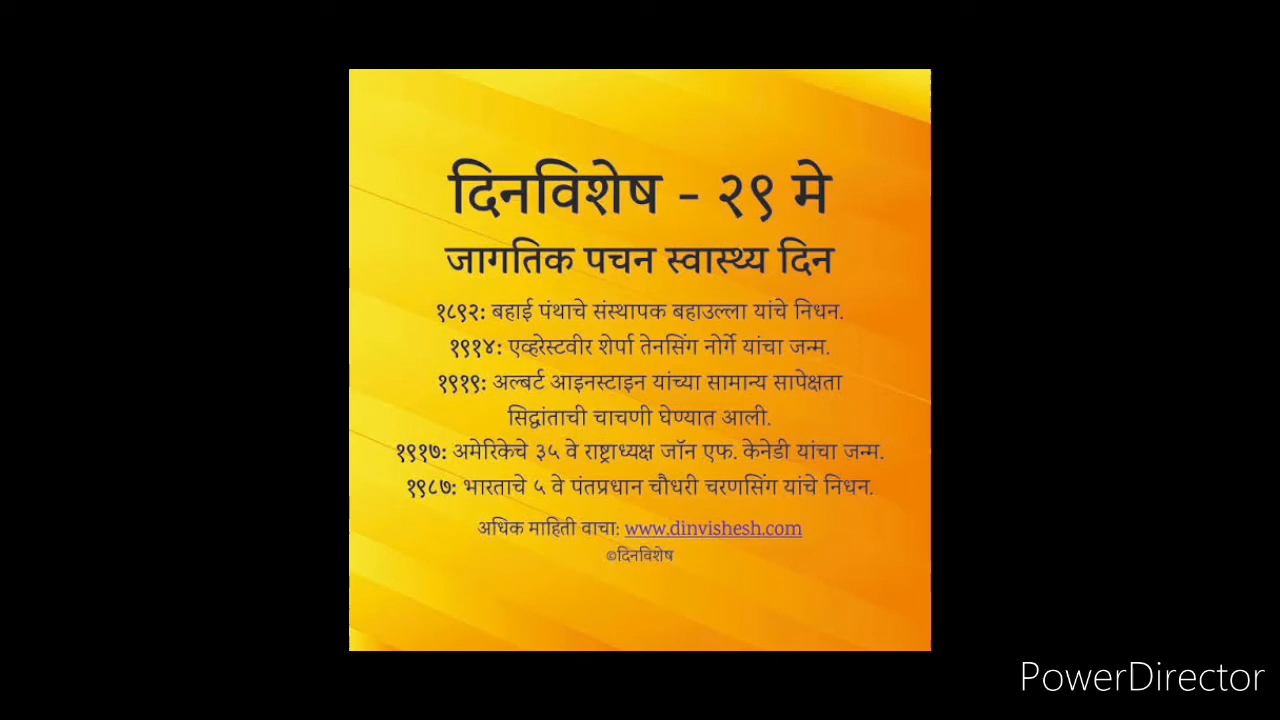 दिनविशेष - २९ मे
जागतिक पचन स्वास्थ्य दिन
१८९२: बहाई पंथाचे संस्थापक बहाउल्ला यांचे निधन.
१९१४: एव्हरेस्टवीर शेर्पा तेनसिंग नोर्गे यांचा जन्म.
१९१९: अल्बर्ट आइनस्टाइन यांच्या सामान्य सापेक्षता
सिद्धांताची चाचणी घेण्यात आली.
१९१७: अमेरिकेचे ३५ वे राष्ट्राध्यक्ष जॉन एफ. केनेडी यांचा जन्म.
१९८७: भारताचे ५ वे पंतप्रधान चौधरी चरणसिंग यांचे निधन.
अधिक माहिती वाचा: www.dinvishesh.com
©दिनविशेष
PowerDirector